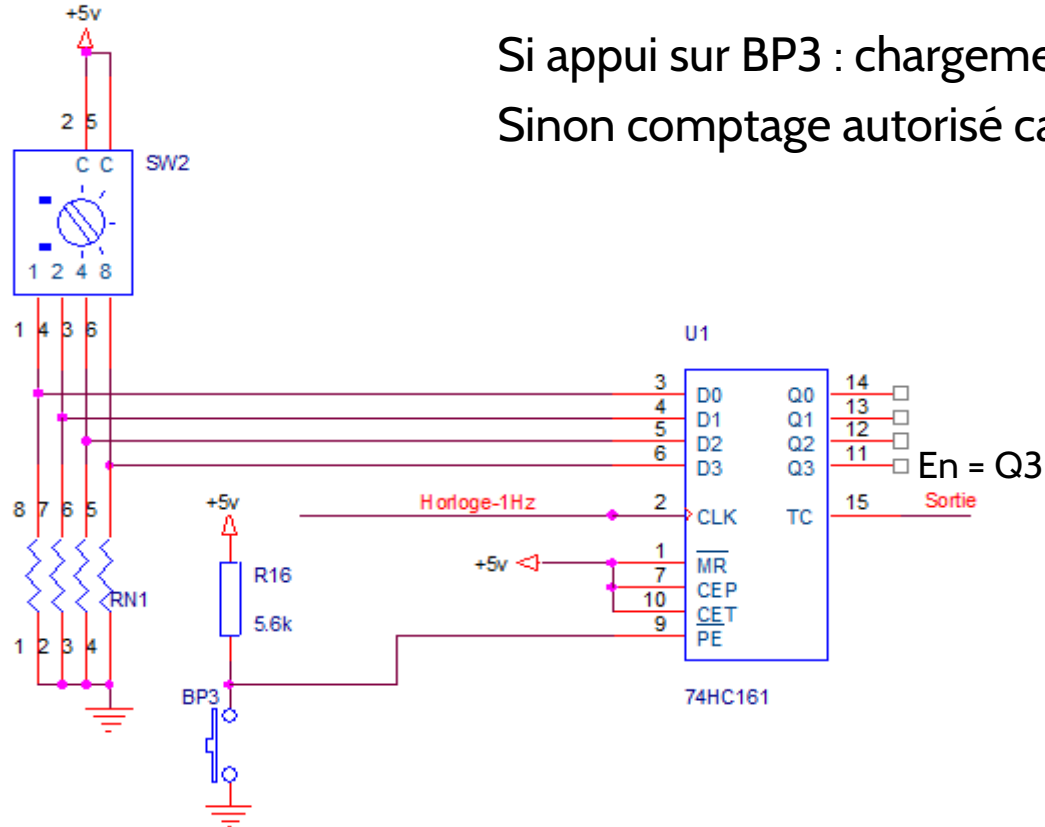 +5v
Si appui sur BP3 : chargeme
Sinon comptage autorisé ca
2 5
C C
SW2
1 2 4 8
1 4 3 6
U1
3 D0 Q0 14
4 D1 Q1 13
5 D2 Q2 12
6 D3 Q3 11
En = Q3
8 7 6 5
+5v
Horloge-1Hz
2 CLK TC 15
Sortie
+5v
1 MR
7 CEP
10 CET
9 PE
R16
5.6k
RN1
1 2 3 4
BP3
74HC161